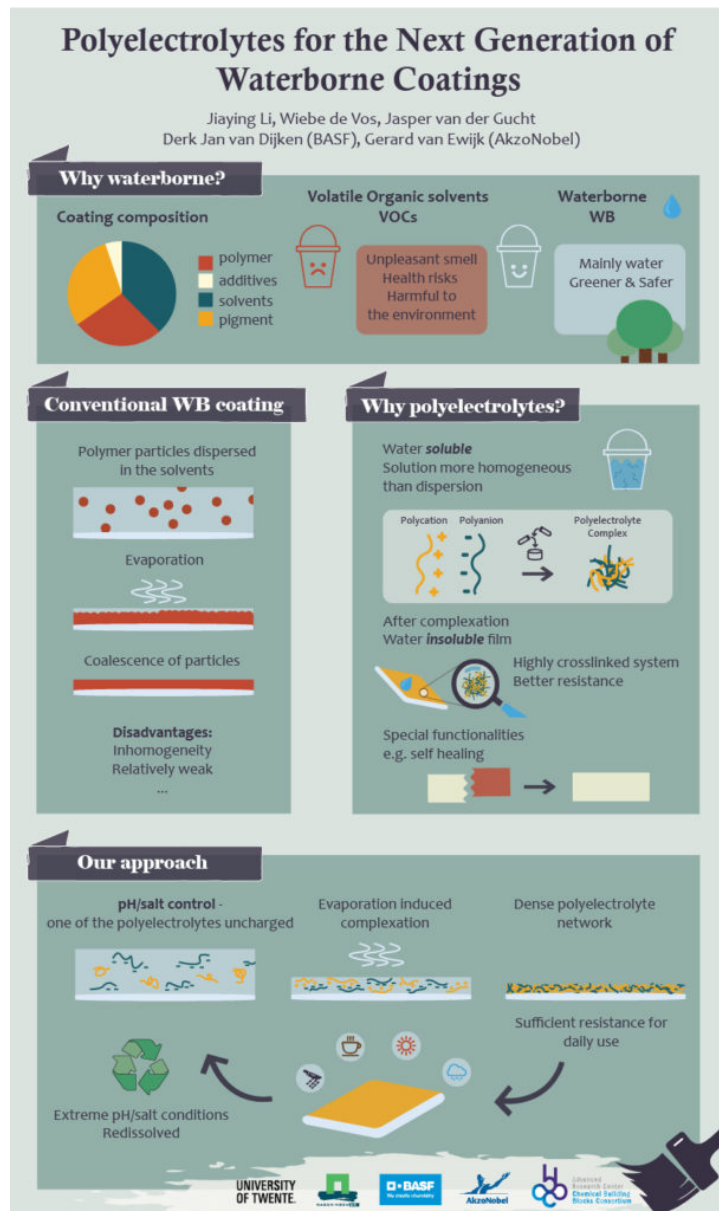 Polyelectrolytes for the Next Generation of
Waterborne Coatings
Jiaying Li, Wiebe de Vos, Jasper van der Gucht
Derk Jan van Dijken (BASF), Gerard van Ewijk (AkzoNobel)
Why waterborne?
Coating composition
polymer
additives
solvents
pigment
Volatile Organic solvents
VOCs
Unpleasant smell
Health risks
Harmful to
the environment
Waterborne
WB
Mainly water
Greener & Safer
Conventional WB coating
Polymer particles dispersed
in the solvents
Evaporation
Coalescence of particles
Disadvantages:
Inhomogeneity
Relatively weak
...
Why polyelectrolytes?
Water soluble
Solution more homogeneous
than dispersion
Polycation
Polyanion
Polyelectrolyte
Complex
After complexation
Water insoluble film
Highly crosslinked system
Better resistance
Special functionalities
e.g. self healing
Our approach
pH/salt control -
one of the polyelectrolytes uncharged
Evaporation induced
complexation
Dense polyelectrolyte
network
Sufficient resistance for
daily use
Extreme pH/salt conditions
Redissolved
UNIVERSITY
OF TWENTE.
BASF
We create chemistry
AkzoNobel
Advanced
Research Center
Chemical Building
Blocks Consortium